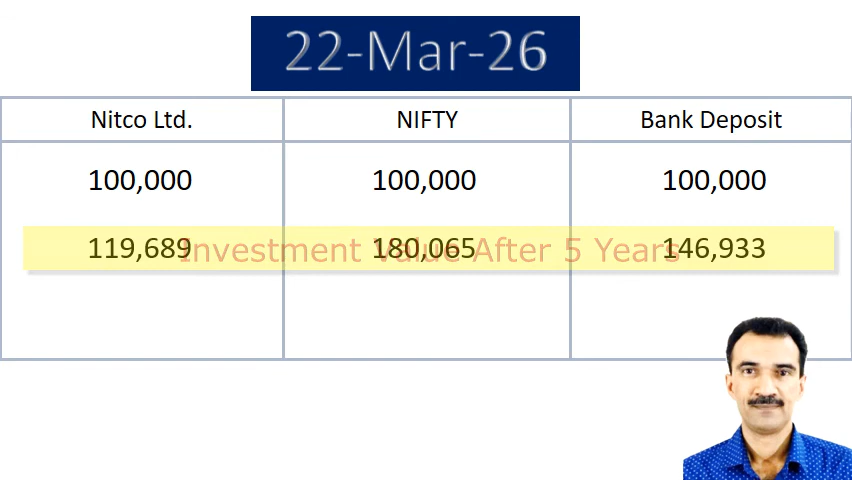 22-Mar-26
Nitco Ltd. NIFTY Bank Deposit
100,000 100,000 100,000
119,689 180,065 146,933
Investment Value After 5 Years